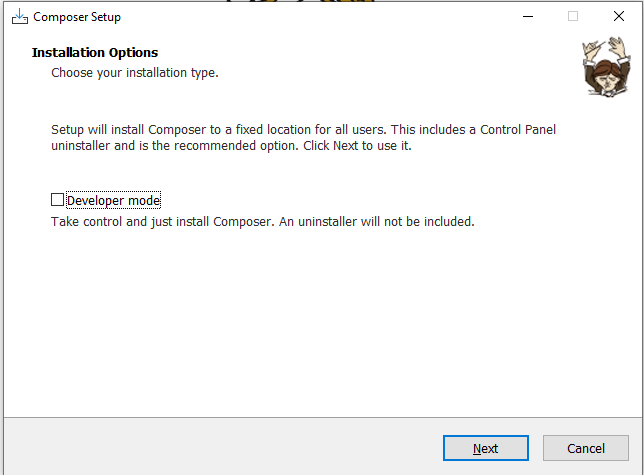 Composer Setup
Installation Options
Choose your installation type.
Setup will install Composer to a fixed location for all users. This includes a Control Panel
uninstaller and is the recommended option. Click Next to use it.
Developer mode
Take control and just install Composer. An uninstaller will not be included.
Next
Cancel